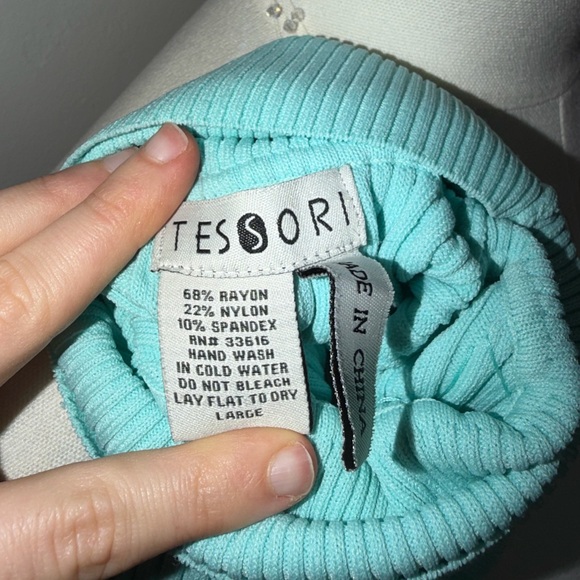 TESSORI
68% RAYON
22% NYLON
10% SPANDEX
RN# 33616
HAND WASH
IN COLD WATER
DO NOT BLEACH
LAY FLAT TO DRY
LARGE
MADE IN CHINA